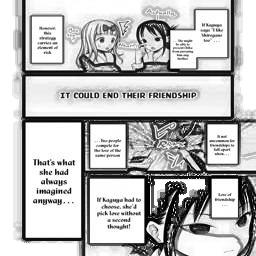 If Kaguya
says "I like
Shirogane
too" . . .
Actually,
. . . She might
be able to
prevent Chika
from pursuing
him any
further!
However,
this
strategy
carries an
element of
risk
IT COULD END THEIR FRIENDSHIP
It's not
uncommon for
friendships to
fall apart
when . . .
. . . two people
compete for
the love of the
same person
Love or
friendship
. . .
If Kaguya had
to choose, she'd
pick love without
a second
thought!
That's what
she had
always
imagined
anyway. . .